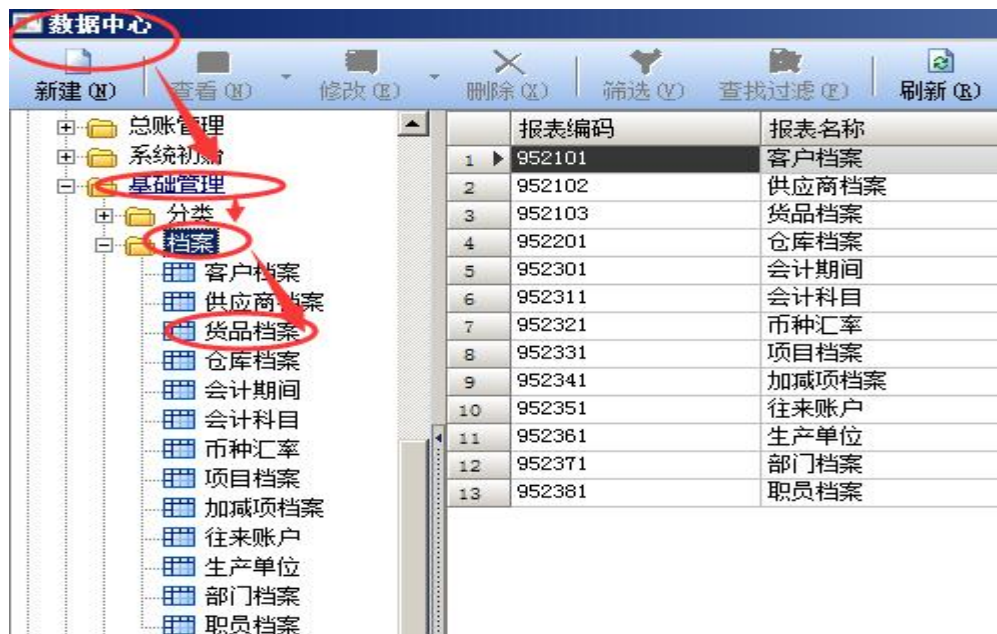 数据中心
新建(N) 查看(W) 修改(E) 删除(X) 筛选(V) 查找过滤(F) 刷新(R)
总账管理
系统初始
基础管理
分类
档案
客户档案
供应商档案
货品档案
仓库档案
会计期间
会计科目
币种汇率
项目档案
加减项档案
往来账户
生产单位
部门档案
职员档案
报表编码 报表名称
1 952101 客户档案
2 952102 供应商档案
3 952103 货品档案
4 952201 仓库档案
5 952301 会计期间
6 952311 会计科目
7 952321 币种汇率
8 952331 项目档案
9 952341 加减项档案
10 952351 往来账户
11 952361 生产单位
12 952371 部门档案
13 952381 职员档案